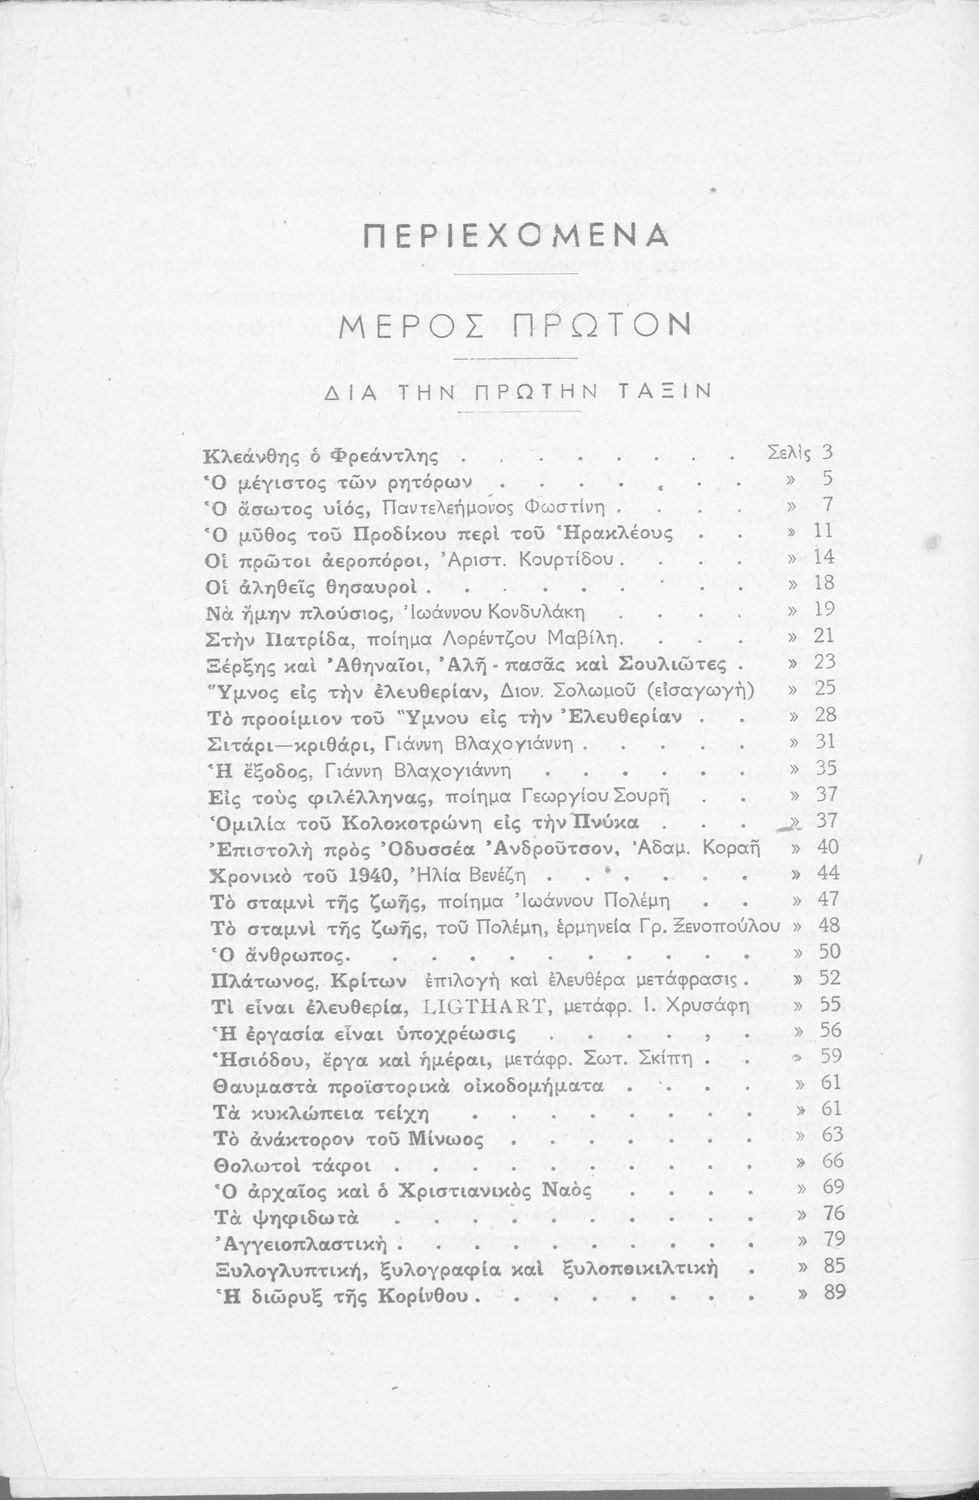 ΠΕΡΙΕΧΟΜΕΝΑ
ΜΕΡΟΣ ΠΡΩΤΟΝ
ΔΙΑ ΤΗΝ ΠΡΩΤΗΝ ΤΑΞΙΝ
Κλεάνθης ὁ Φρεάντλης . . . . . . . . Σελὶς 3
Ὁ μέγιστος τῶν ρητόρων . . . . . . . » 5
Ὁ ἄσωτος υἱός, Παντελεήμονος Φωστίνη . . . . » 7
Ὁ μῦθος τοῦ Προδίκου περὶ τοῦ Ἡρακλέους . . » 11
Οἱ πρῶτοι ἀεροπόροι, Ἀριστ. Κουρτίδου . . . . » 14
Οἱ ἀληθεῖς θησαυροὶ . . . . . . . . » 18
Νὰ ἤμην πλούσιος, Ἰωάννου Κονδυλάκη . . . . » 19
Στὴν Πατρίδα, ποίημα Λορέντζου Μαβίλη. . . . » 21
Ξέρξης καὶ Ἀθηναῖοι, Ἀλῆ - πασᾶς καὶ Σουλιῶτες . » 23
Ὕμνος εἰς τὴν ἐλευθερίαν, Διον. Σολωμοῦ (εἰσαγωγὴ) » 25
Τὸ προοίμιον τοῦ Ὕμνου εἰς τὴν Ἐλευθερίαν . . » 28
Σιτάρι—κριθάρι, Γιάννη Βλαχογιάννη . . . . . » 31
Ἡ ἔξοδος, Γιάννη Βλαχογιάννη . . . . . . » 35
Εἰς τοὺς φιλέλληνας, ποίημα Γεωργίου Σουρῆ . . » 37
Ὁμιλία τοῦ Κολοκοτρώνη εἰς τὴν Πνύκα . . . » 37
Ἐπιστολὴ πρὸς Ὀδυσσέα Ἀνδροῦτσον, Ἀδαμ. Κοραῆ » 40
Χρονικὸ τοῦ 1940, Ἠλία Βενέζη . . . . . . » 44
Τὸ σταμνὶ τῆς ζωῆς, ποίημα Ἰωάννου Πολέμη . . » 47
Τὸ σταμνὶ τῆς ζωῆς, τοῦ Πολέμη, ἑρμηνεία Γρ. Ξενοπούλου » 48
Ὁ ἄνθρωπος. . . . . . . . . . . » 50
Πλάτωνος, Κρίτων ἐπιλογὴ καὶ ἐλευθέρα μετάφρασις . » 52
Τὶ εἶναι ἐλευθερία, LIGTHART, μετάφρ. Ι. Χρυσάφη » 55
Ἡ ἐργασία εἶναι ὑποχρέωσις . . . . . . » 56
Ἡσιόδου, ἔργα καὶ ἡμέραι, μετάφρ. Σωτ. Σκίπη . . » 59
Θαυμαστὰ προϊστορικὰ οἰκοδομήματα . . . . » 61
Τὰ κυκλώπεια τείχη . . . . . . . . » 61
Τὸ ἀνάκτορον τοῦ Μίνωος . . . . . . . » 63
Θολωτοὶ τάφοι . . . . . . . . . . » 66
Ὁ ἀρχαῖος καὶ ὁ Χριστιανικὸς Ναὸς . . . . » 69
Τὰ ψηφιδωτὰ . . . . . . . . . . » 76
Ἀγγειοπλαστικὴ . . . . . . . . . . » 79
Ξυλογλυπτική, ξυλογραφία καὶ ξυλοποικιλτικὴ . » 85
Ἡ διῶρυξ τῆς Κορίνθου . . . . . . . . » 89